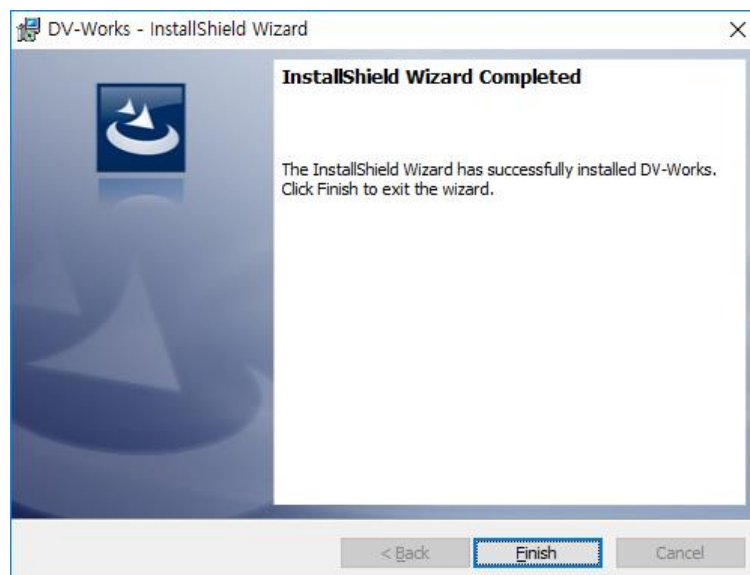 DV-Works - InstallShield Wizard
InstallShield Wizard Completed
The InstallShield Wizard has successfully installed DV-Works.
Click Finish to exit the wizard.
< Back
Finish
Cancel